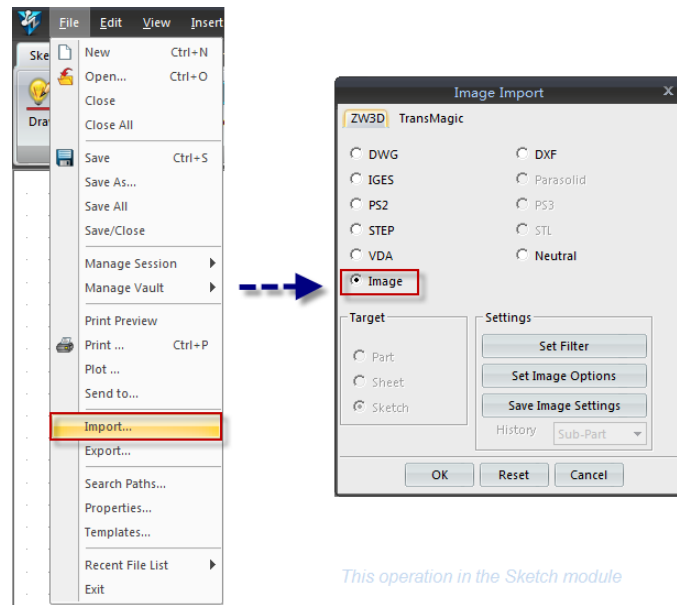 File Edit View Insert
Ske
Dra
New Ctrl+N
Open... Ctrl+O
Close
Close All
Save Ctrl+S
Save As...
Save All
Save/Close
Manage Session
Manage Vault
Print Preview
Print ... Ctrl+P
Plot ...
Send to...
Import...
Export...
Search Paths...
Properties...
Templates...
Recent File List
Exit
Image Import X
ZW3D TransMagic
DWG DXF
IGES Parasolid
PS2 PS3
STEP STL
VDA Neutral
Image
Target
Part
Sheet
Sketch
Settings
Set Filter
Set Image Options
Save Image Settings
History Sub-Part
OK Reset Cancel
This operation in the Sketch module